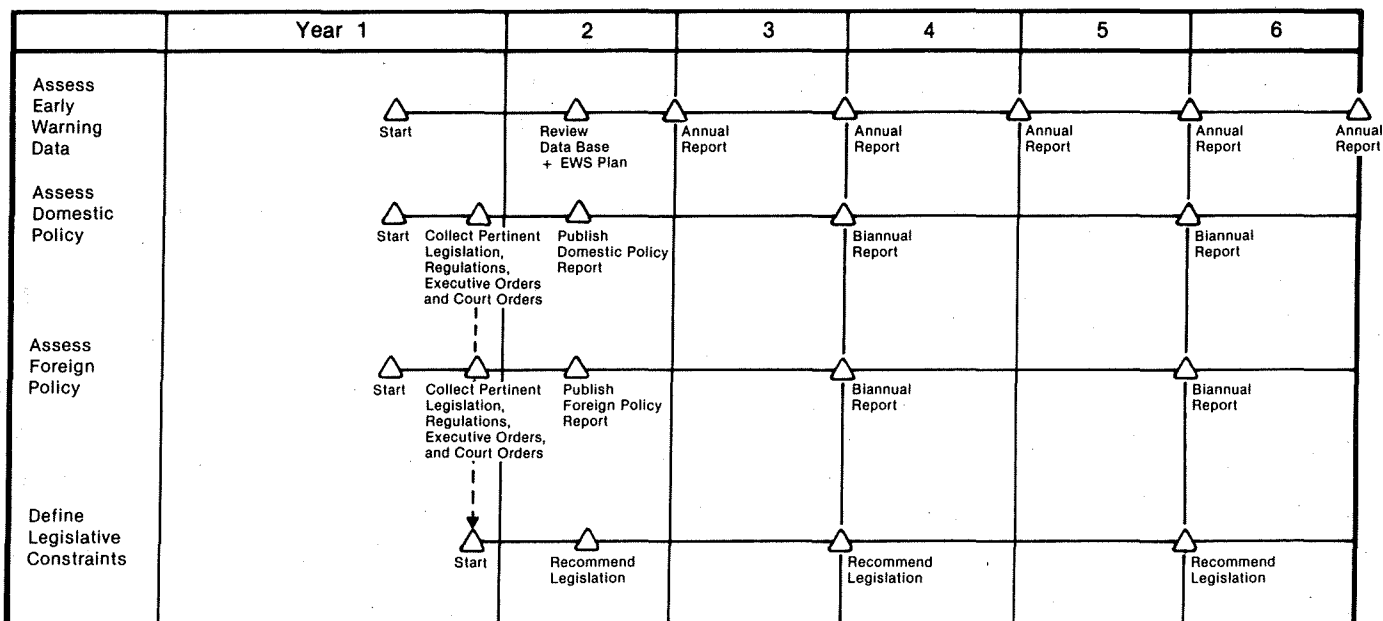 Year 1 2 3 4 5 6
Assess
Early
Warning
Data
Start
Review
Data Base
+ EWS Plan
Annual
Report
Annual
Report
Annual
Report
Annual
Report
Annual
Report
Assess
Domestic
Policy
Start
Collect Pertinent
Legislation,
Regulations,
Executive Orders
and Court Orders
Publish
Domestic Policy
Report
Biannual
Report
Biannual
Report
Assess
Foreign
Policy
Start
Collect Pertinent
Legislation,
Regulations,
Executive Orders,
and Court Orders
Publish
Foreign Policy
Report
Biannual
Report
Biannual
Report
Define
Legislative
Constraints
Start
Recommend
Legislation
Recommend
Legislation
Recommend
Legislation